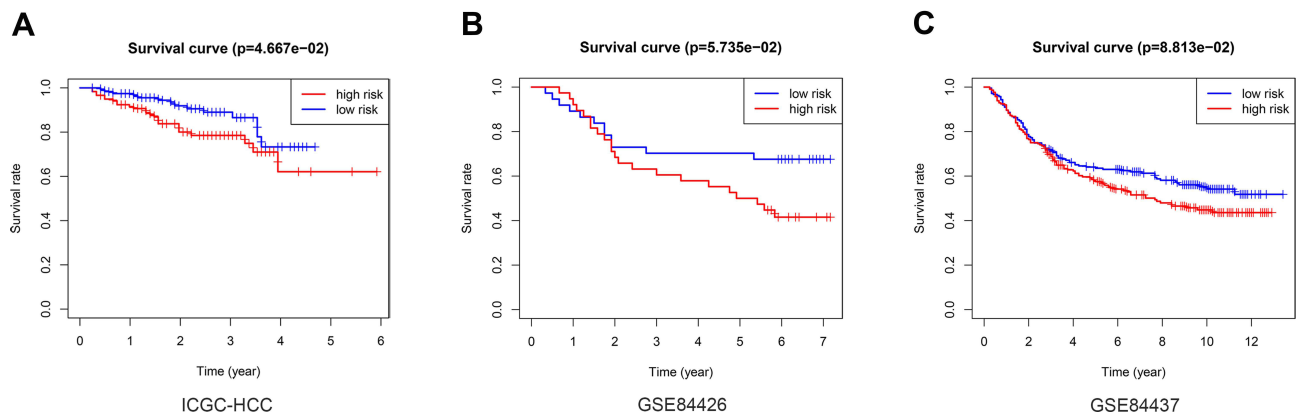 A
Survival curve (p=4.667e−02)
Survival rate
1.0
0.8
0.6
0.4
0.2
0.0
high risk
low risk
0 1 2 3 4 5 6
Time (year)
ICGC-HCC
B
Survival curve (p=5.735e−02)
Survival rate
1.0
0.8
0.6
0.4
0.2
0.0
low risk
high risk
0 1 2 3 4 5 6 7
Time (year)
GSE84426
C
Survival curve (p=8.813e−02)
Survival rate
1.0
0.8
0.6
0.4
0.2
0.0
low risk
high risk
0 2 4 6 8 10 12
Time (year)
GSE84437